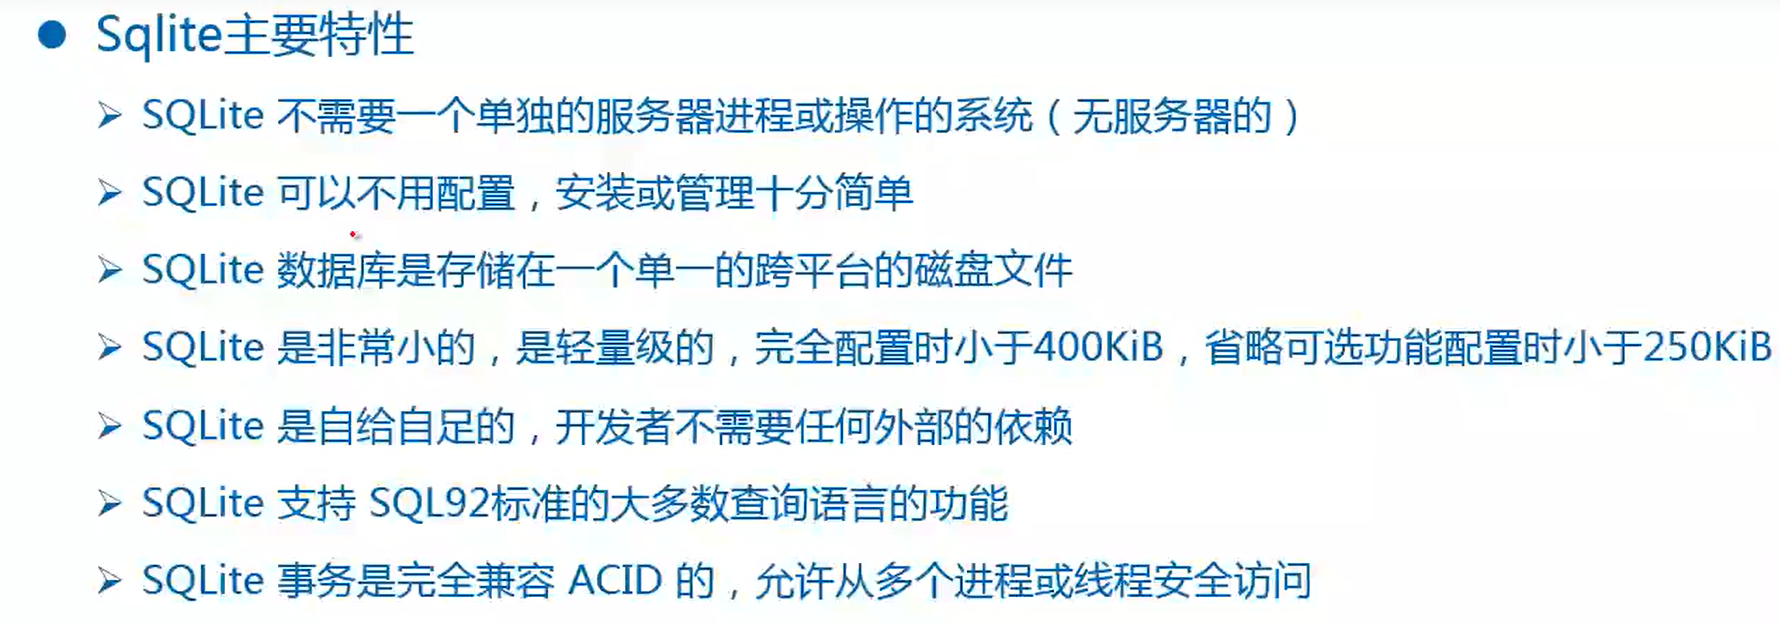 Sqlite主要特性
SQLite 不需要一个单独的服务器进程或操作的系统（无服务器的）
SQLite 可以不用配置，安装或管理十分简单
SQLite 数据库是存储在一个单一的跨平台的磁盘文件
SQLite 是非常小的，是轻量级的，完全配置时小于400KiB，省略可选功能配置时小于250KiB
SQLite 是自给自足的，开发者不需要任何外部的依赖
SQLite 支持 SQL92标准的大多数查询语言的功能
SQLite 事务是完全兼容 ACID 的，允许从多个进程或线程安全访问